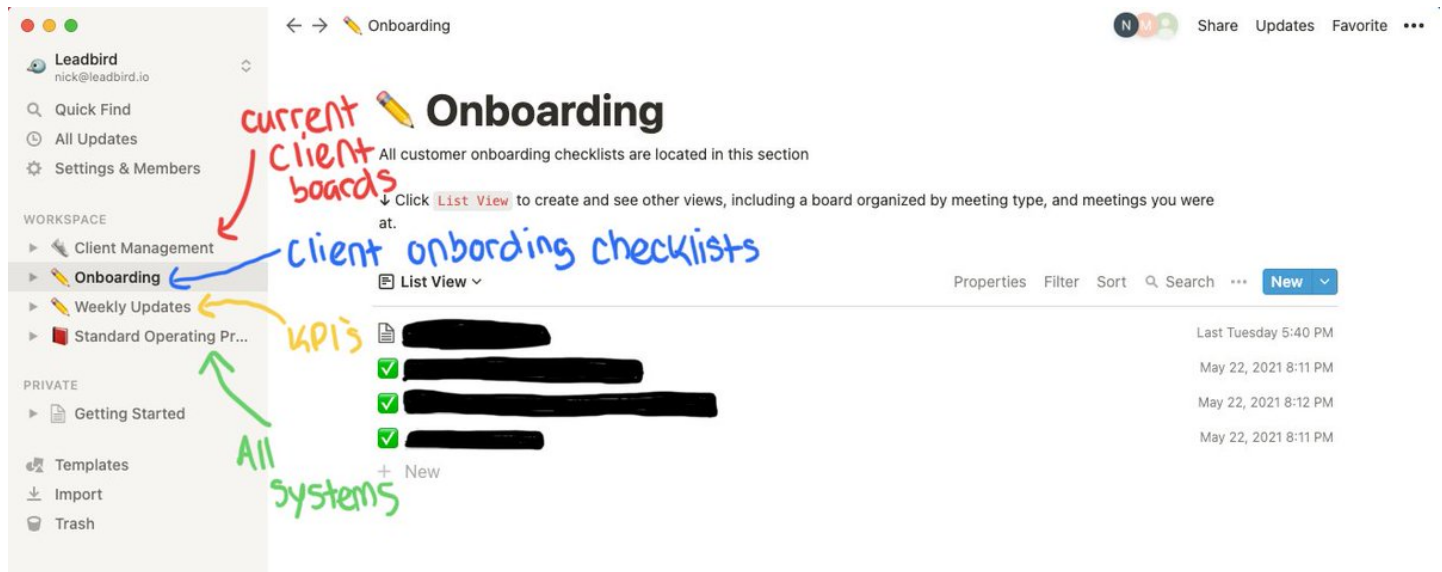 Onboarding
N M Share Updates Favorite •••
Leadbird
nick@leadbird.io
Quick Find
All Updates
Settings & Members
WORKSPACE
Client Management
Onboarding
Weekly Updates
Standard Operating Pr...
PRIVATE
Getting Started
Templates
Import
Trash
current
client
boards
client onbording checklists
KPI's
All
systems
Onboarding
All customer onboarding checklists are located in this section
↓ Click List View to create and see other views, including a board organized by meeting type, and meetings you were
at.
List View Properties Filter Sort Search ••• New
Last Tuesday 5:40 PM
May 22, 2021 8:11 PM
May 22, 2021 8:12 PM
May 22, 2021 8:11 PM
+ New